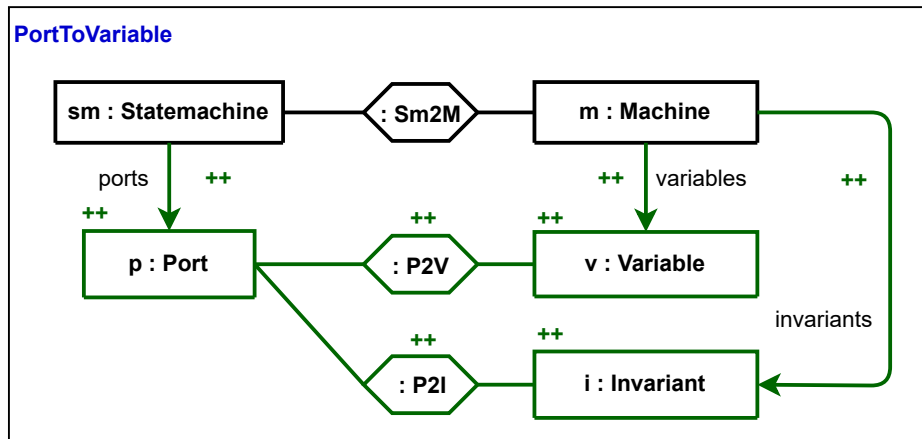 PortToVariable
sm : Statemachine
: Sm2M
m : Machine
ports
++
++
variables
++
++
++
++
p : Port
: P2V
v : Variable
invariants
++
++
: P2I
i : Invariant